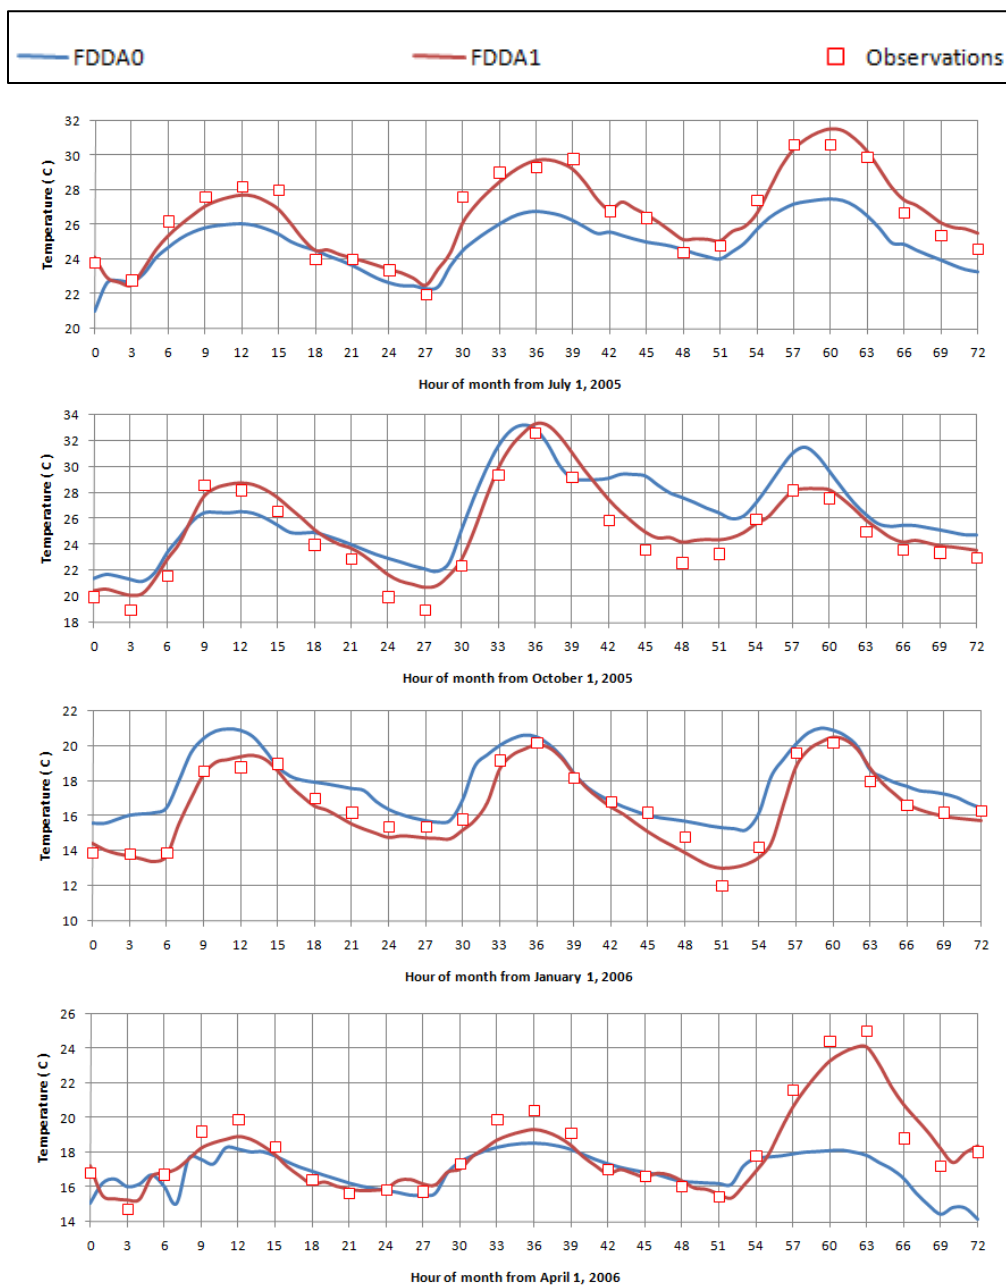 FDDA0 FDDA1 Observations
Temperature ( C )
32
30
28
26
24
22
20
0 3 6 9 12 15 18 21 24 27 30 33 36 39 42 45 48 51 54 57 60 63 66 69 72
Hour of month from July 1, 2005
Temperature ( C )
34
32
30
28
26
24
22
20
18
0 3 6 9 12 15 18 21 24 27 30 33 36 39 42 45 48 51 54 57 60 63 66 69 72
Hour of month from October 1, 2005
Temperature ( C )
22
20
18
16
14
12
10
0 3 6 9 12 15 18 21 24 27 30 33 36 39 42 45 48 51 54 57 60 63 66 69 72
Hour of month from January 1, 2006
Temperature ( C )
26
24
22
20
18
16
14
0 3 6 9 12 15 18 21 24 27 30 33 36 39 42 45 48 51 54 57 60 63 66 69 72
Hour of month from April 1, 2006